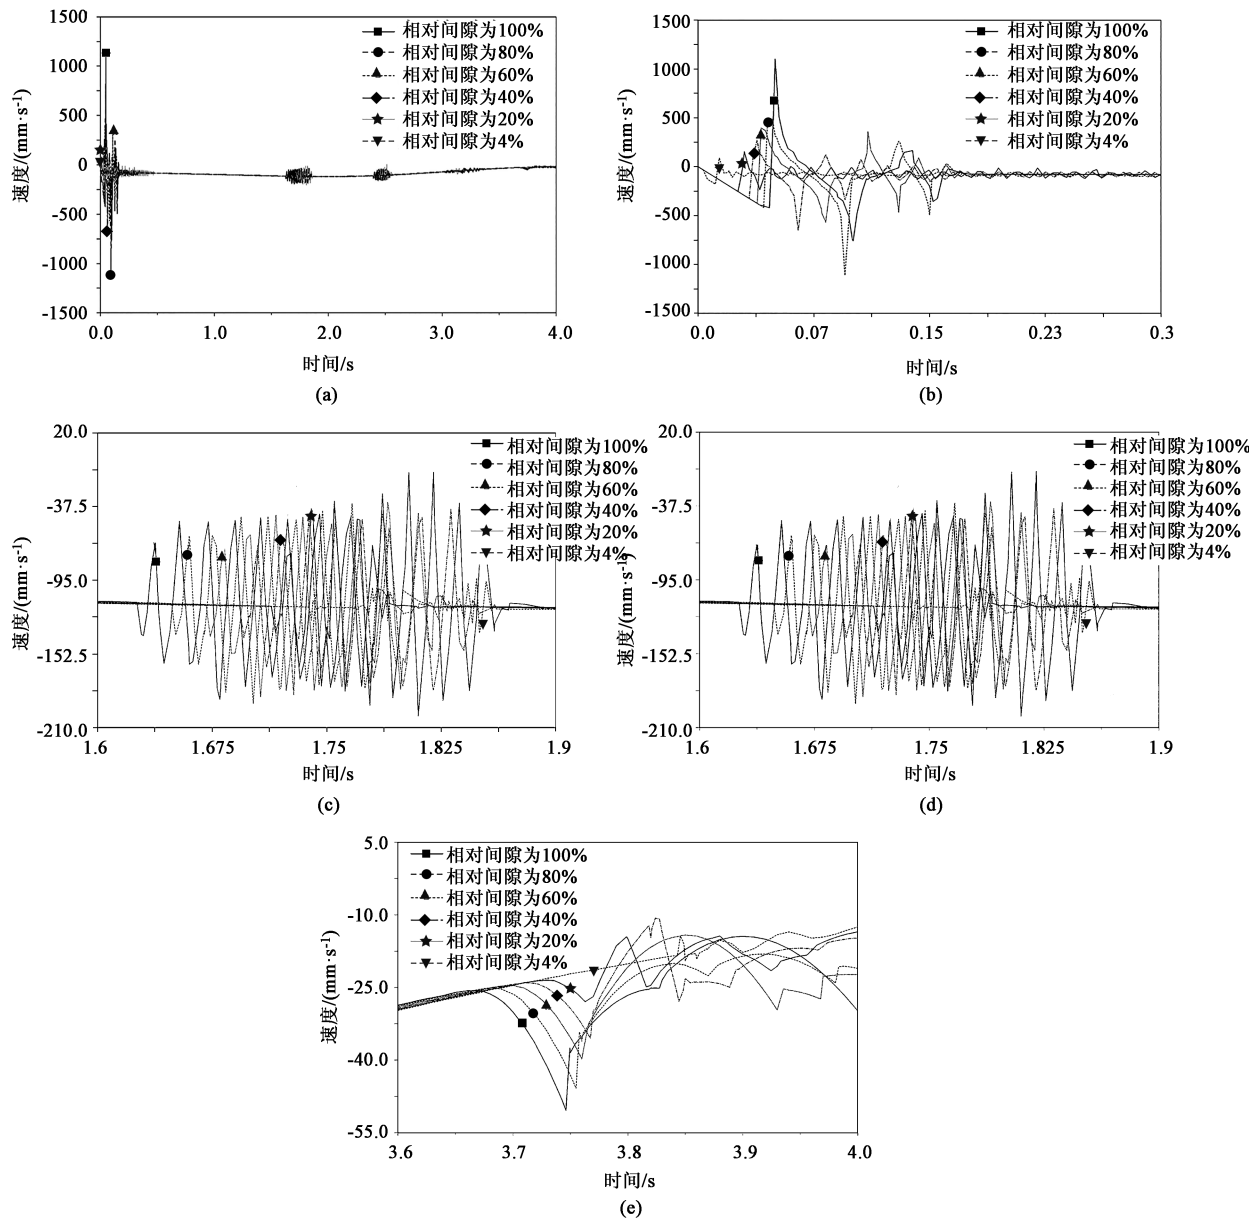 1500
1000
500
0
-500
-1000
-1500
速度/(mm·s⁻¹)
相对间隙为100%
相对间隙为80%
相对间隙为60%
相对间隙为40%
相对间隙为20%
相对间隙为4%
0.0
1.0
2.0
3.0
4.0
时间/s
(a)
1500
1000
500
0
-500
-1000
-1500
速度/(mm·s⁻¹)
相对间隙为100%
相对间隙为80%
相对间隙为60%
相对间隙为40%
相对间隙为20%
相对间隙为4%
0.0
0.07
0.15
0.23
0.3
时间/s
(b)
20.0
-37.5
-95.0
-152.5
-210.0
速度/(mm·s⁻¹)
相对间隙为100%
相对间隙为80%
相对间隙为60%
相对间隙为40%
相对间隙为20%
相对间隙为4%
1.6
1.675
1.75
1.825
1.9
时间/s
(c)
20.0
-37.5
-95.0
-152.5
-210.0
速度/(mm·s⁻¹)
相对间隙为100%
相对间隙为80%
相对间隙为60%
相对间隙为40%
相对间隙为20%
相对间隙为4%
1.6
1.675
1.75
1.825
1.9
时间/s
(d)
5.0
-10.0
-25.0
-40.0
-55.0
速度/(mm·s⁻¹)
相对间隙为100%
相对间隙为80%
相对间隙为60%
相对间隙为40%
相对间隙为20%
相对间隙为4%
3.6
3.7
3.8
3.9
4.0
时间/s
(e)